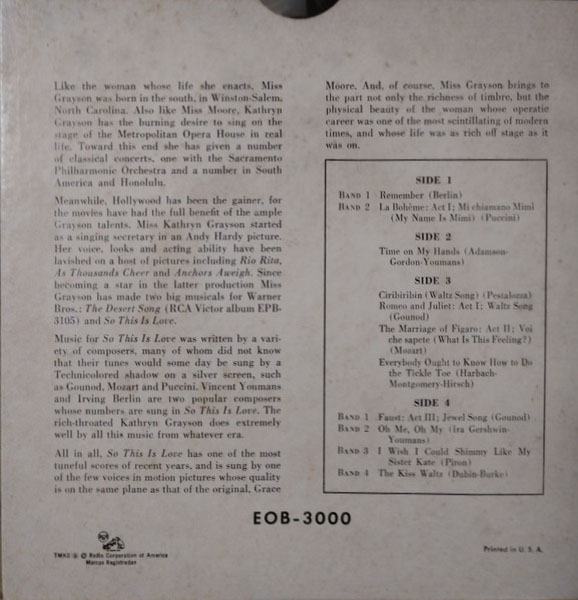 Like the woman whose life she enacts, Miss
Grayson was born in the south, in Winston-Salem,
North Carolina. Also like Miss Moore, Kathryn
Grayson has the burning desire to sing on the
stage of the Metropolitan Opera House in real
life. Toward this end she has given a number
of classical concerts, one with the Sacramento
Philharmonic Orchestra and a number in South
America and Honolulu.
Meanwhile, Hollywood has been the gainer, for
the movies have had the full benefit of the ample
Grayson talents. Miss Kathryn Grayson started
as a singing secretary in an Andy Hardy picture.
Her voice, looks and acting ability have been
lavished on a host of pictures including Rio Rita,
As Thousands Cheer and Anchors Aweigh. Since
becoming a star in the latter production Miss
Grayson has made two big musicals for Warner
Bros.: The Desert Song (RCA Victor album EPB-
3105) and So This Is Love.
Music for So This Is Love was written by a vari-
ety of composers, many of whom did not know
that their tunes would some day be sung by a
Technicolored shadow on a silver screen, such
as Gounod, Mozart and Puccini. Vincent Youmans
and Irving Berlin are two popular composers
whose numbers are sung in So This Is Love. The
rich-throated Kathryn Grayson does extremely
well by all this music from whatever era.
All in all, So This Is Love has one of the most
tuneful scores of recent years, and is sung by one
of the few voices in motion pictures whose quality
is on the same plane as that of the original, Grace
Moore. And, of course, Miss Grayson brings to
the part not only the richness of timbre, but the
physical beauty of the woman whose operatic
career was one of the most scintillating of modern
times, and whose life was as rich off stage as it
was on.
SIDE 1
BAND 1 Remember (Berlin)
BAND 2 La Bohème: Act I; Mi chiamano Mimì
(My Name Is Mimi) (Puccini)
SIDE 2
Time on My Hands (Adamson-
Gordon-Youmans)
SIDE 3
Ciribiribin (Waltz Song) (Pestalozza)
Romeo and Juliet: Act I; Waltz Song
(Gounod)
The Marriage of Figaro: Act II; Voi
che sapete (What Is This Feeling?)
(Mozart)
Everybody Ought to Know How to Do
the Tickle Toe (Harbach-
Montgomery-Hirsch)
SIDE 4
BAND 1 Faust: Act III; Jewel Song (Gounod)
BAND 2 Oh Me, Oh My (Ira Gershwin-
Youmans)
BAND 3 I Wish I Could Shimmy Like My
Sister Kate (Piron)
BAND 4 The Kiss Waltz (Dubin-Burke)
EOB-3000
TMKS ® © Radio Corporation of America
Marcas Registradas
Printed in U. S. A.